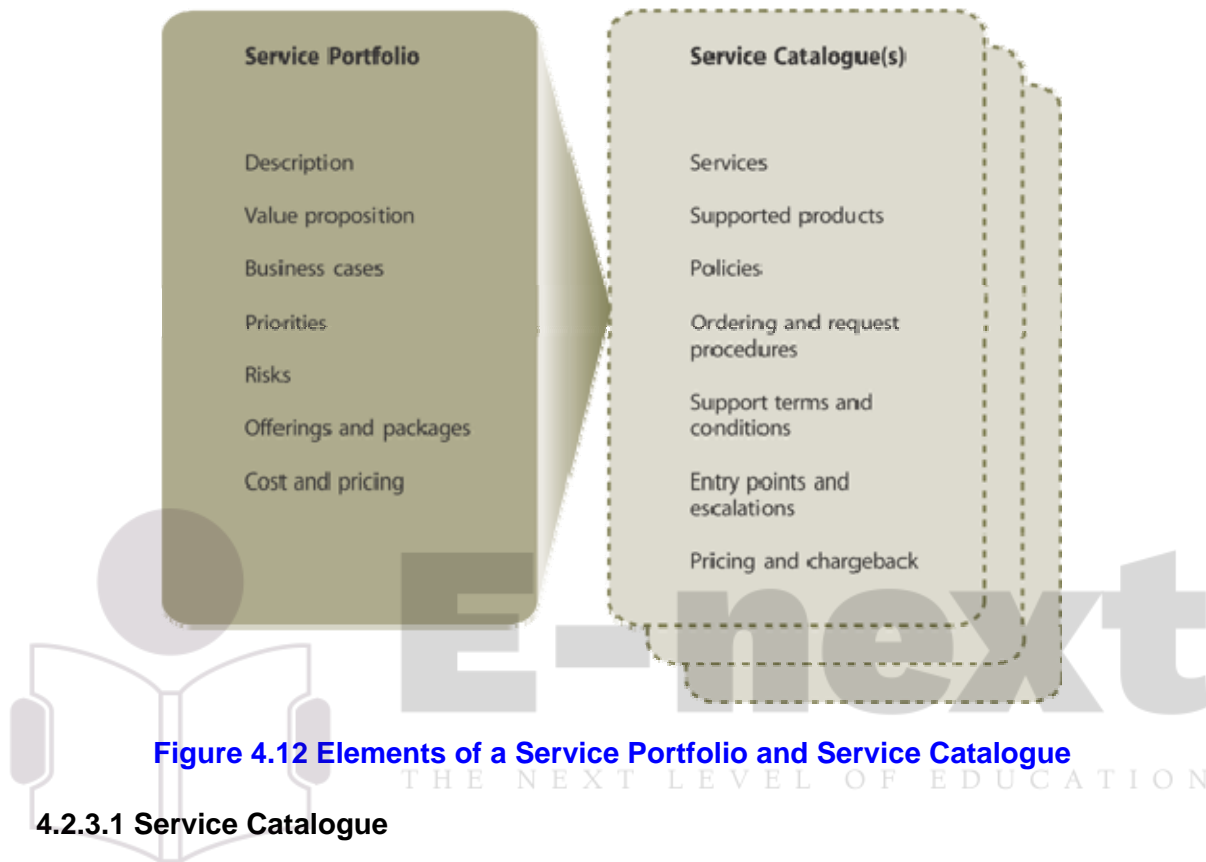 Service Portfolio
Description
Value proposition
Business cases
Priorities
Risks
Offerings and packages
Cost and pricing
Service Catalogue(s)
Services
Supported products
Policies
Ordering and request
procedures
Support terms and
conditions
Entry points and
escalations
Pricing and chargeback
E-next
THE NEXT LEVEL OF EDUCATION
Figure 4.12 Elements of a Service Portfolio and Service Catalogue
4.2.3.1 Service Catalogue